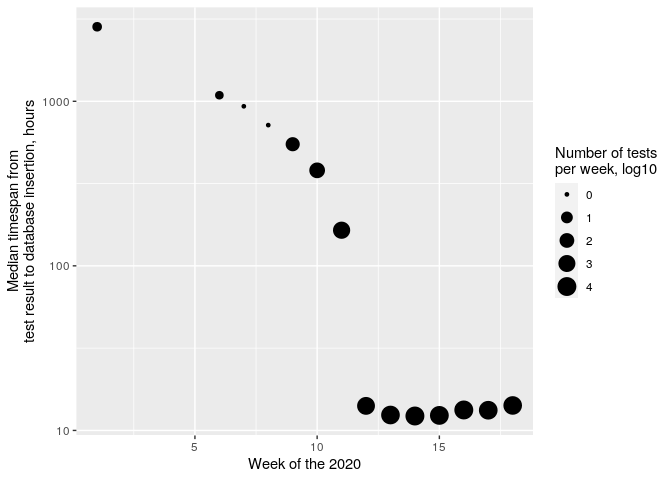 Median timespan from
test result to database insertion, hours
1000
100
10
5
10
15
Week of the 2020
Number of tests
per week, log10
0
1
2
3
4